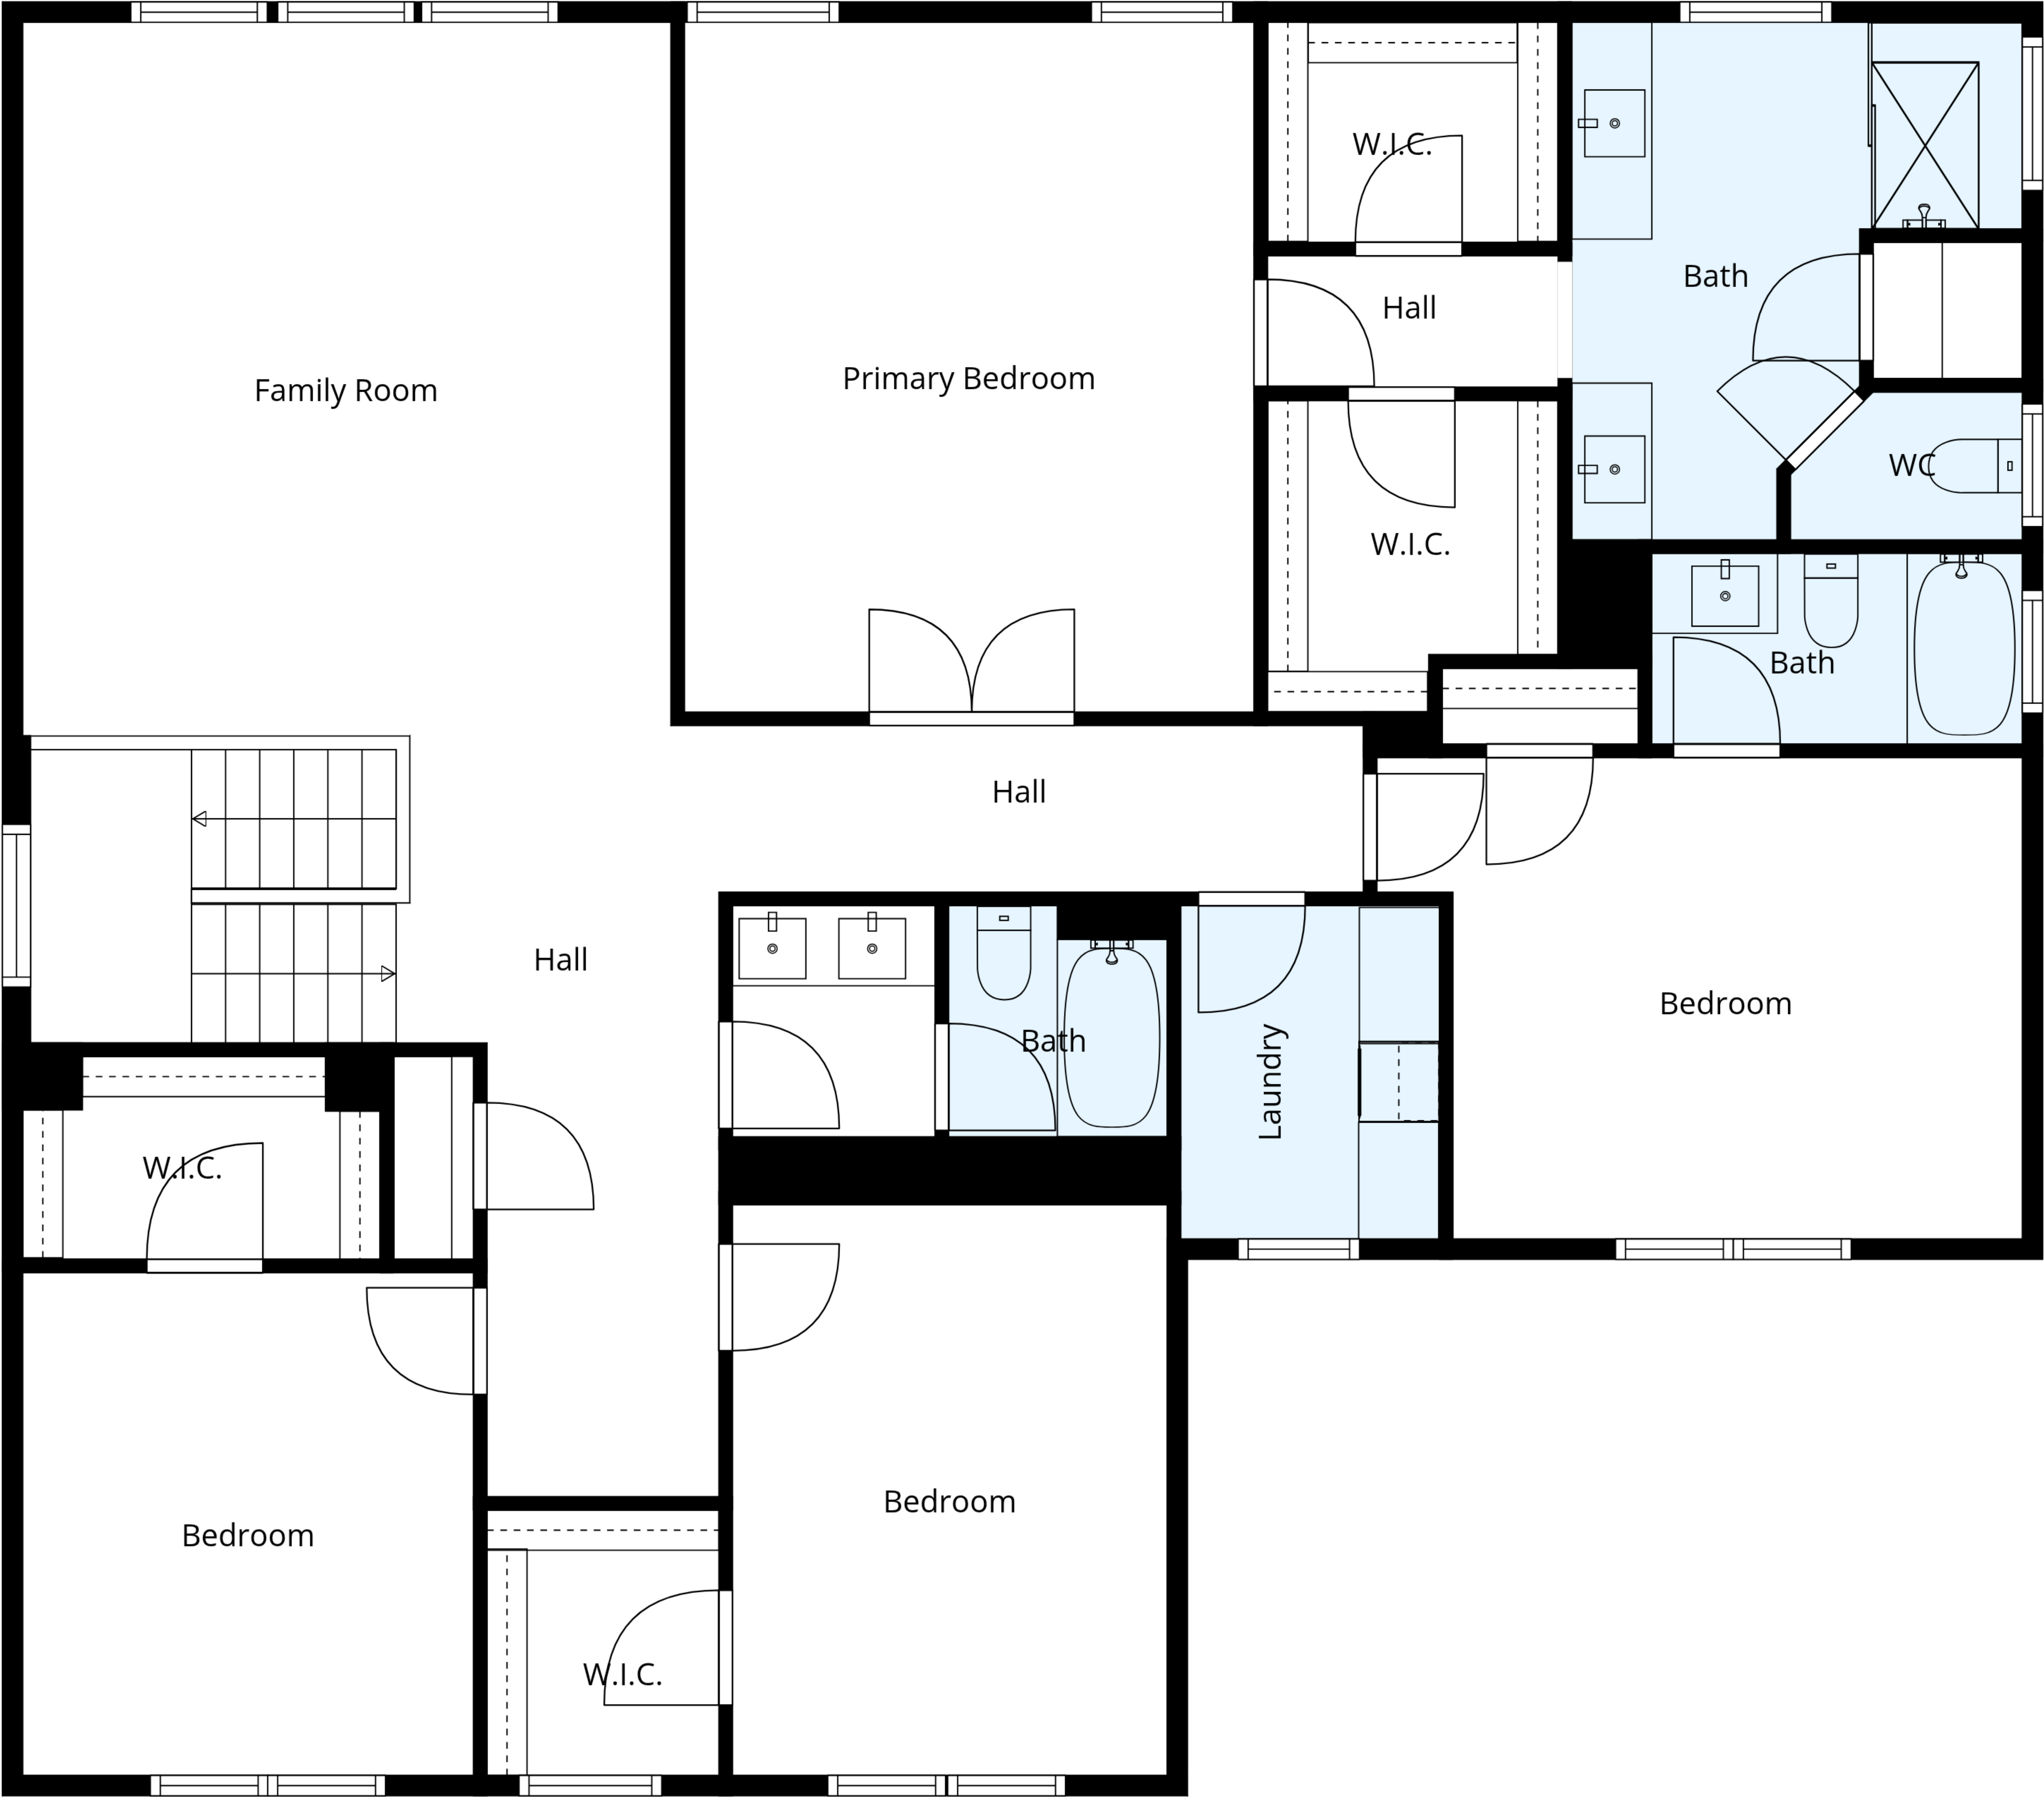 W.I.C.
Bath
Hall
Family Room
Primary Bedroom
WC
W.I.C.
Bath
Hall
Hall
Bedroom
Bath
Laundry
W.I.C.
Bedroom
Bedroom
W.I.C.